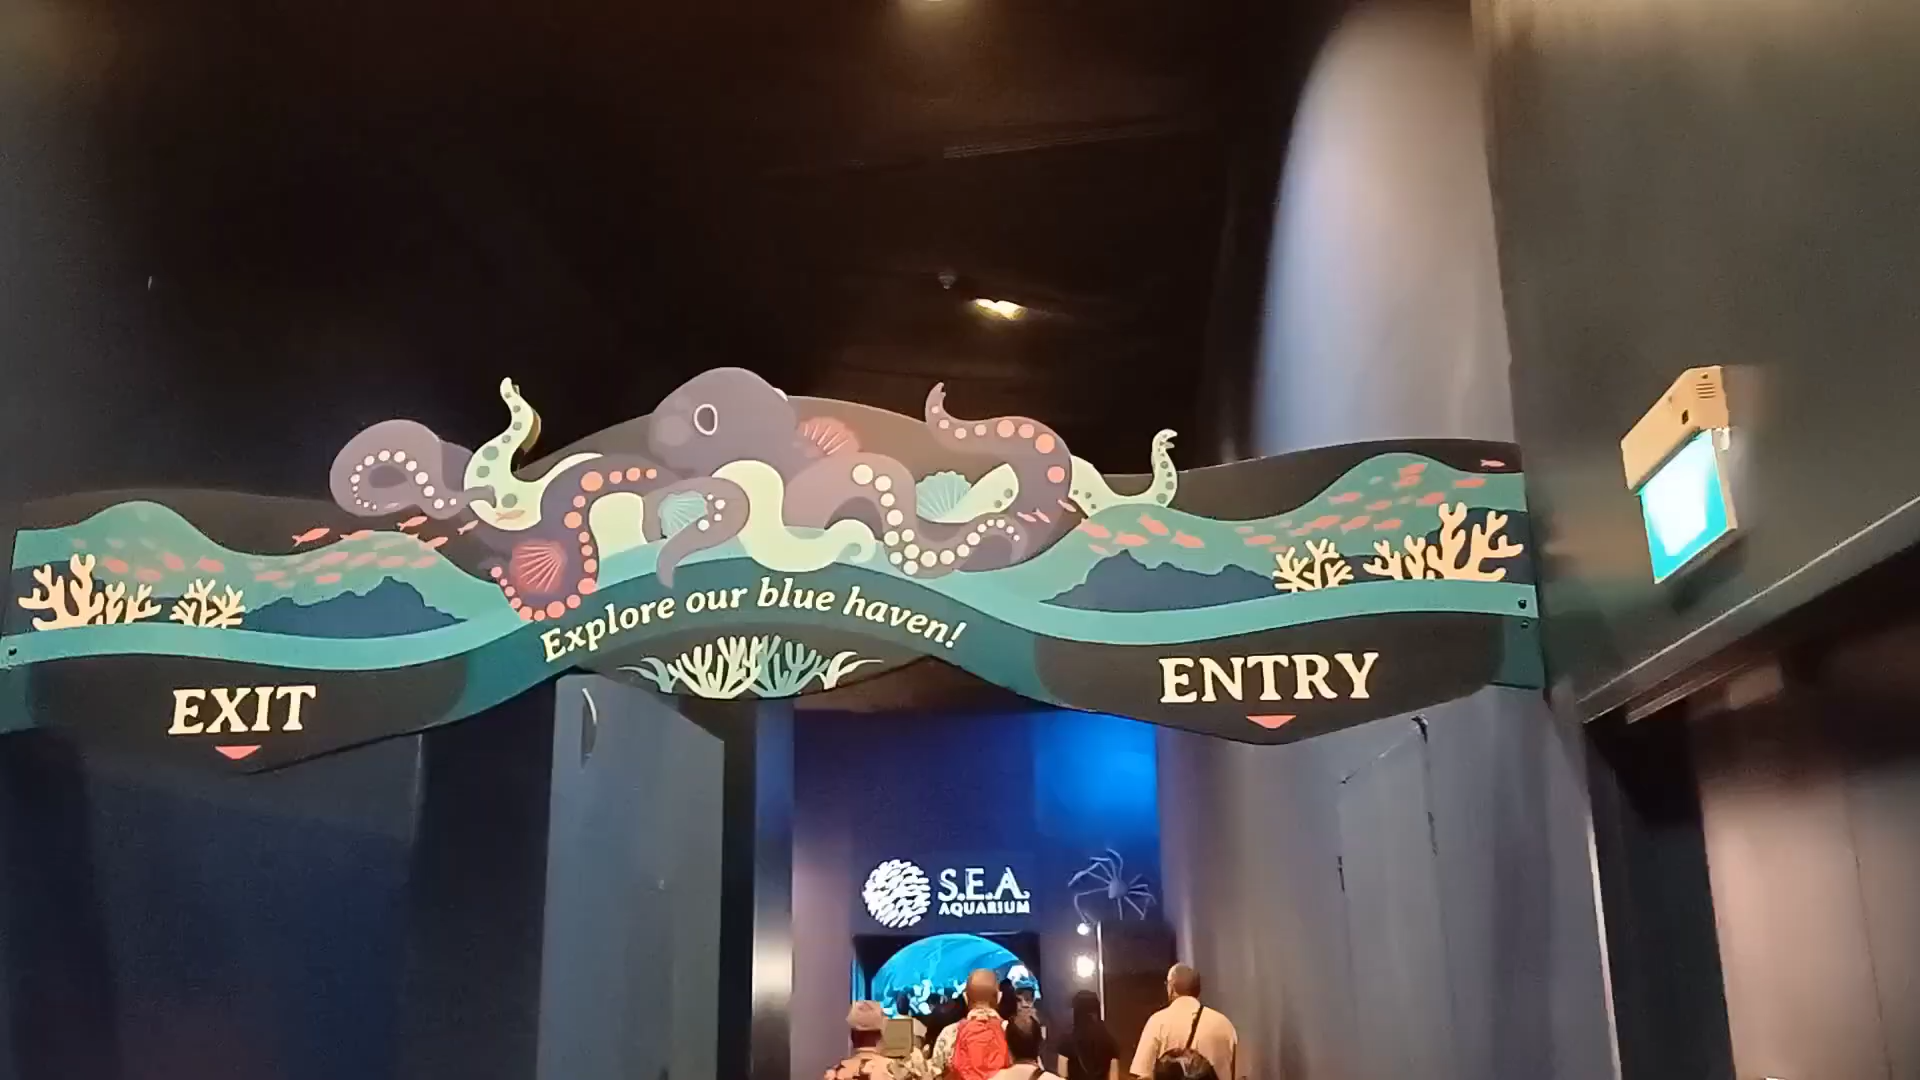 Explore our blue haven!
EXIT
ENTRY
S.E.A.
AQUARIUM